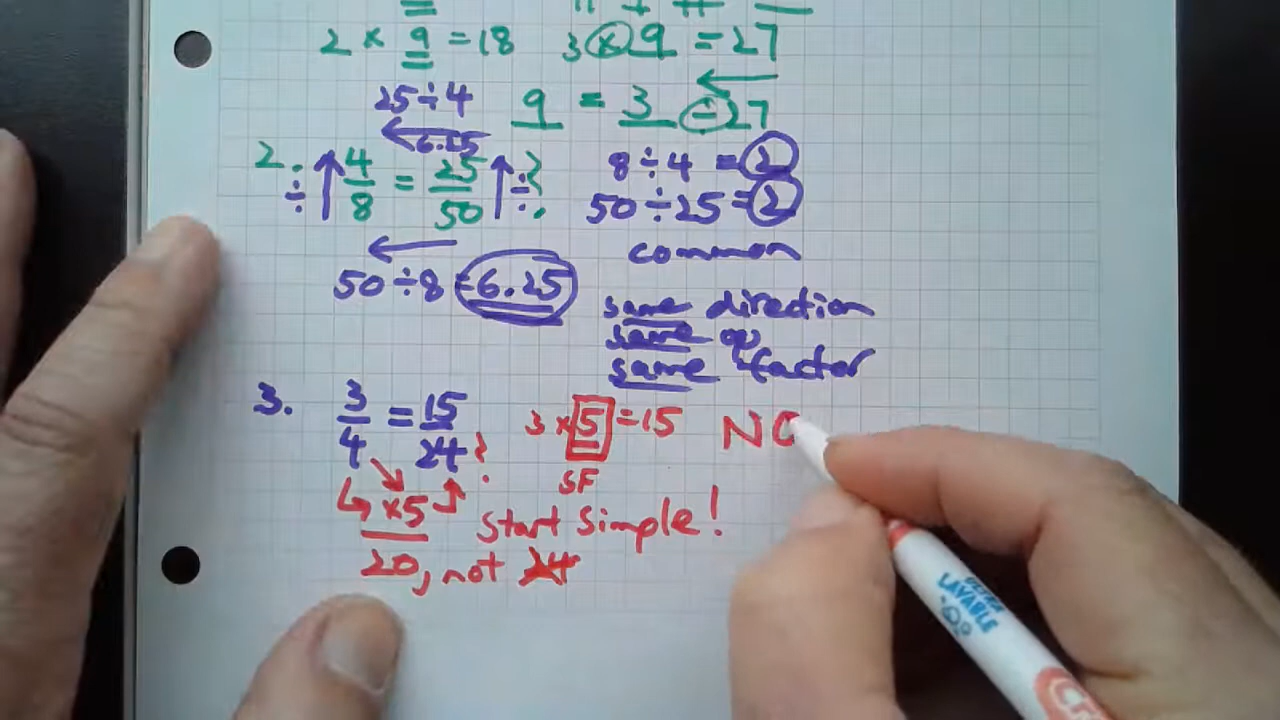 2 × 9 = 18 3 × 9 = 27
25 ÷ 4 9 = 3 ÷ 27
6.25
2. 4/8 = 25/50 ?
÷ ÷
8 ÷ 4 = 2
50 ÷ 25 = 2
common
50 ÷ 8 = 6.25
same direction
same op
same factor
3. 3/4 = 15/24 ? 3 × 5 = 15 NO
SF
×5 Start Simple!
20, not 24
ULTRA
LAVABLE